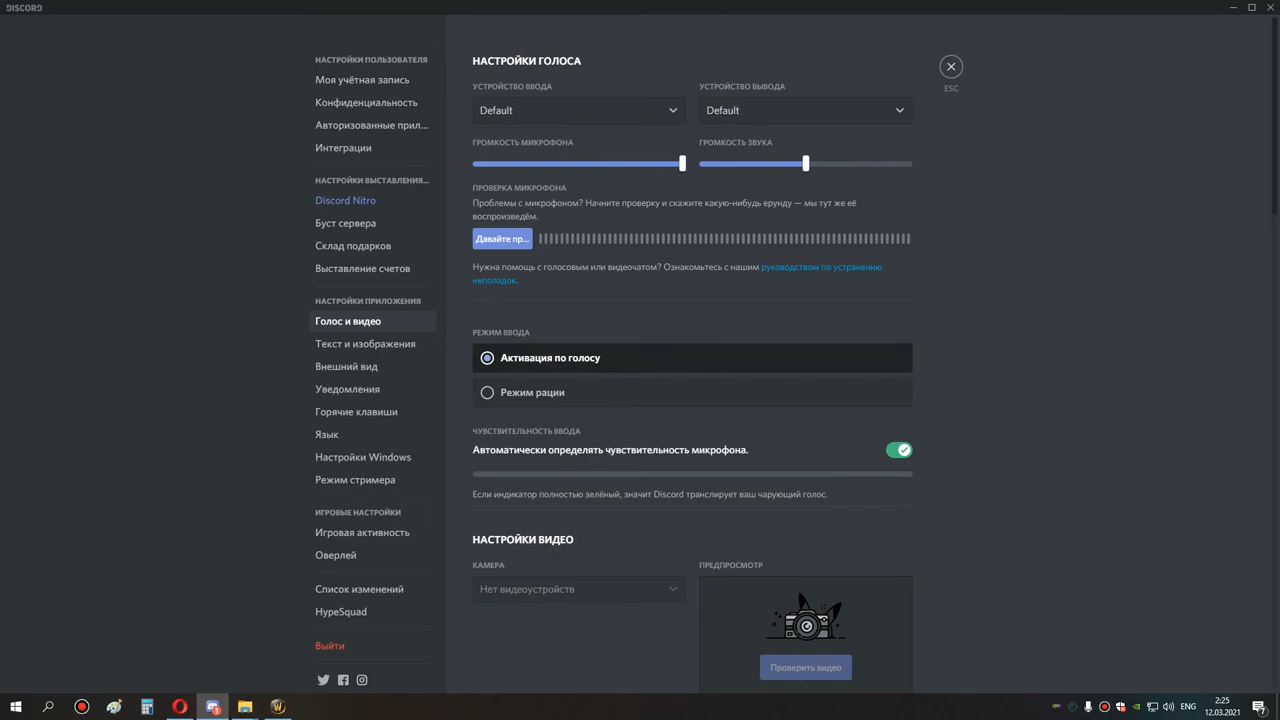 DISCORD
НАСТРОЙКИ ПОЛЬЗОВАТЕЛЯ
Моя учётная запись
Конфиденциальность
Авторизованные прил...
Интеграции
НАСТРОЙКИ ВЫСТАВЛЕНИЯ...
Discord Nitro
Буст сервера
Склад подарков
Выставление счетов
НАСТРОЙКИ ПРИЛОЖЕНИЯ
Голос и видео
Текст и изображения
Внешний вид
Уведомления
Горячие клавиши
Язык
Настройки Windows
Режим стримера
ИГРОВЫЕ НАСТРОЙКИ
Игровая активность
Оверлей
Список изменений
HypeSquad
Выйти
НАСТРОЙКИ ГОЛОСА
УСТРОЙСТВО ВВОДА
Default
УСТРОЙСТВО ВЫВОДА
Default
ГРОМКОСТЬ МИКРОФОНА
ГРОМКОСТЬ ЗВУКА
ПРОВЕРКА МИКРОФОНА
Проблемы с микрофоном? Начните проверку и скажите какую-нибудь ерунду — мы тут же её
воспроизведём.
Давайте пр...
Нужна помощь с голосовым или видеочатом? Ознакомьтесь с нашим руководством по устранению
неполадок.
РЕЖИМ ВВОДА
Активация по голосу
Режим рации
ЧУВСТВИТЕЛЬНОСТЬ ВВОДА
Автоматически определять чувствительность микрофона.
Если индикатор полностью зелёный, значит Discord транслирует ваш чарующий голос.
НАСТРОЙКИ ВИДЕО
КАМЕРА
Нет видеоустройств
ПРЕДПРОСМОТР
Проверить видео
ESC
1
ENG
2:25
12.03.2021
7